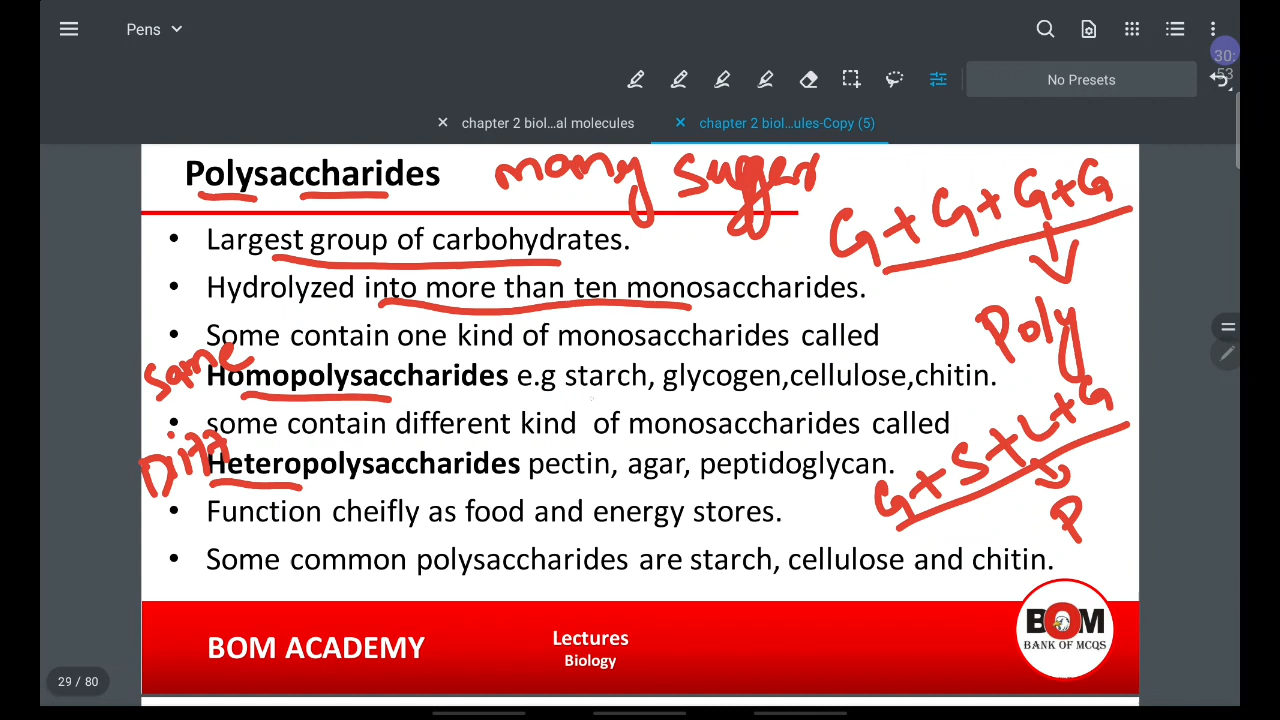 Pens
30:
53
No Presets
chapter 2 biol…al molecules
chapter 2 biol…ules-Copy (5)
Polysaccharides many suggers
G+G+G+G
• Largest group of carbohydrates.
• Hydrolyzed into more than ten monosaccharides.
Poly
• Some contain one kind of monosaccharides called
Same
Homopolysaccharides e.g starch, glycogen,cellulose,chitin.
• some contain different kind of monosaccharides called
Diff
Heteropolysaccharides pectin, agar, peptidoglycan.
G+S+L+G
P
• Function cheifly as food and energy stores.
• Some common polysaccharides are starch, cellulose and chitin.
BOM ACADEMY
Lectures
Biology
BOM
BANK OF MCQS
29 / 80